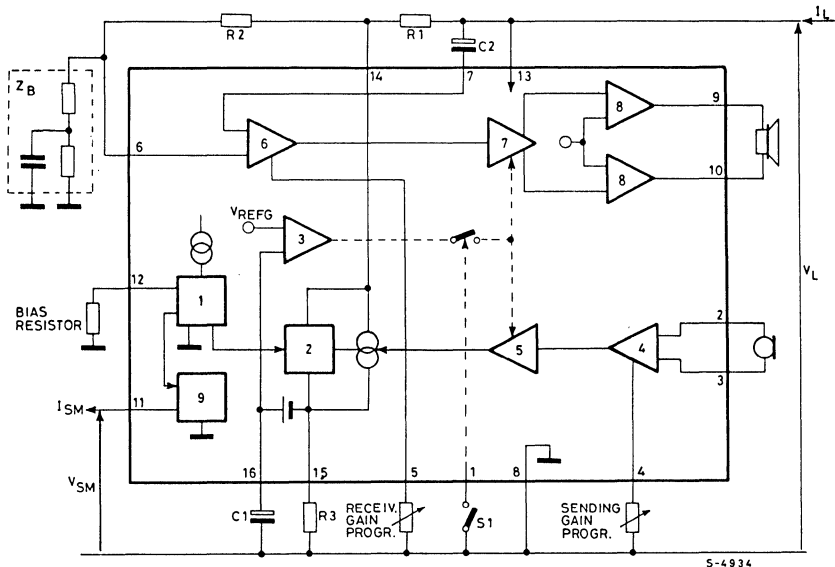 I_L
R2
R1
C2
14
7
13
Z_B
6
6
7
8
8
9
10
V_REFG
3
12
BIAS
RESISTOR
1
2
5
4
2
3
V_L
9
I_SM
11
V_SM
16
15
5
1
8
4
C1
R3
RECEIV.
GAIN
PROGR.
S1
SENDING
GAIN
PROGR.
S-4934